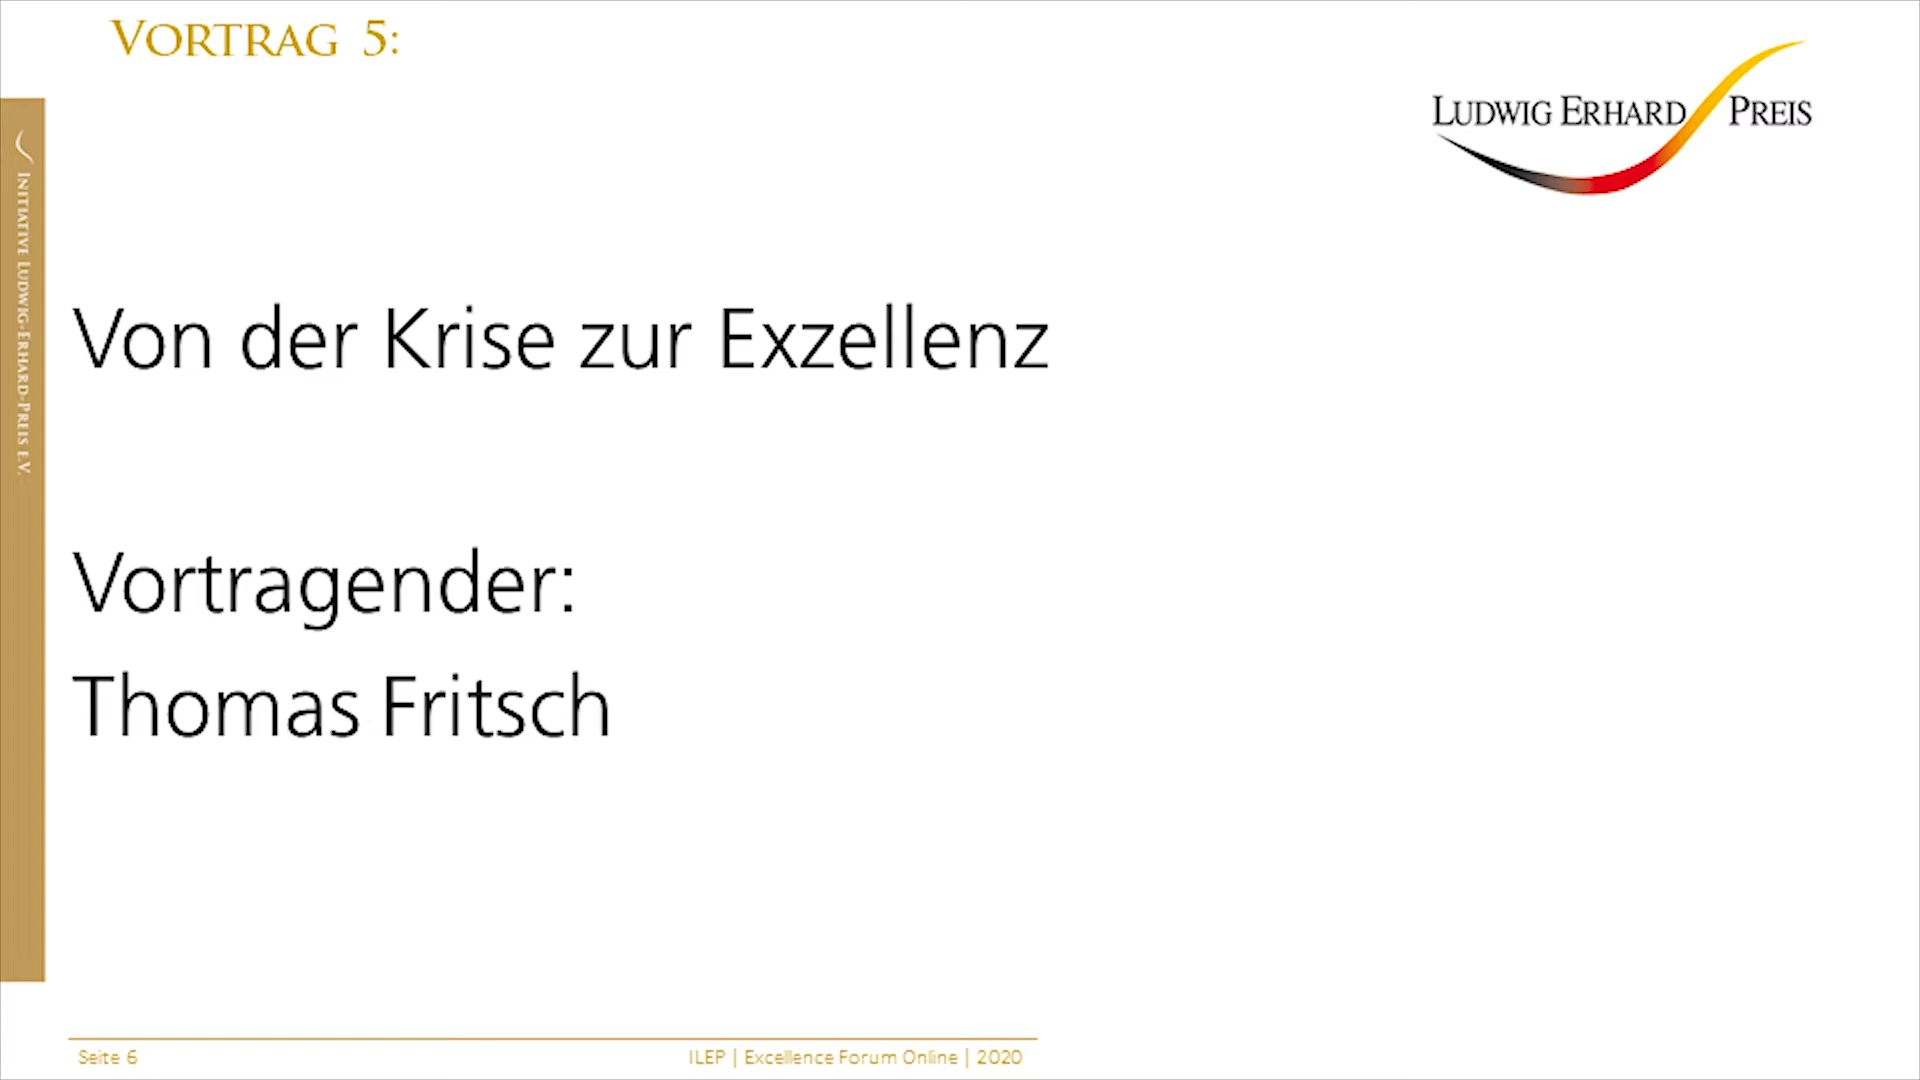 VORTRAG 5:
LUDWIG ERHARD PREIS
INITIATIVE LUDWIG-ERHARD-PREIS E.V.
Von der Krise zur Exzellenz
Vortragender:
Thomas Fritsch
Seite 6
ILEP | Excellence Forum Online | 2020